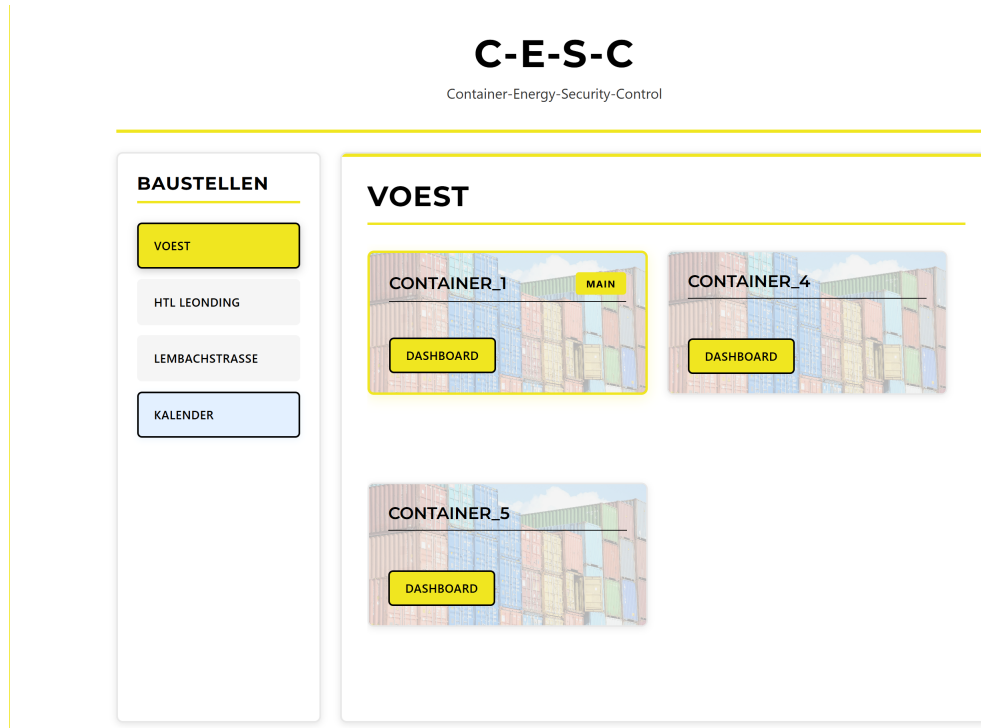 C-E-S-C
Container-Energy-Security-Control
BAUSTELLEN
VOEST
HTL LEONDING
LEMBACHSTRASSE
KALENDER
VOEST
CONTAINER_1
MAIN
DASHBOARD
CONTAINER_4
DASHBOARD
CONTAINER_5
DASHBOARD